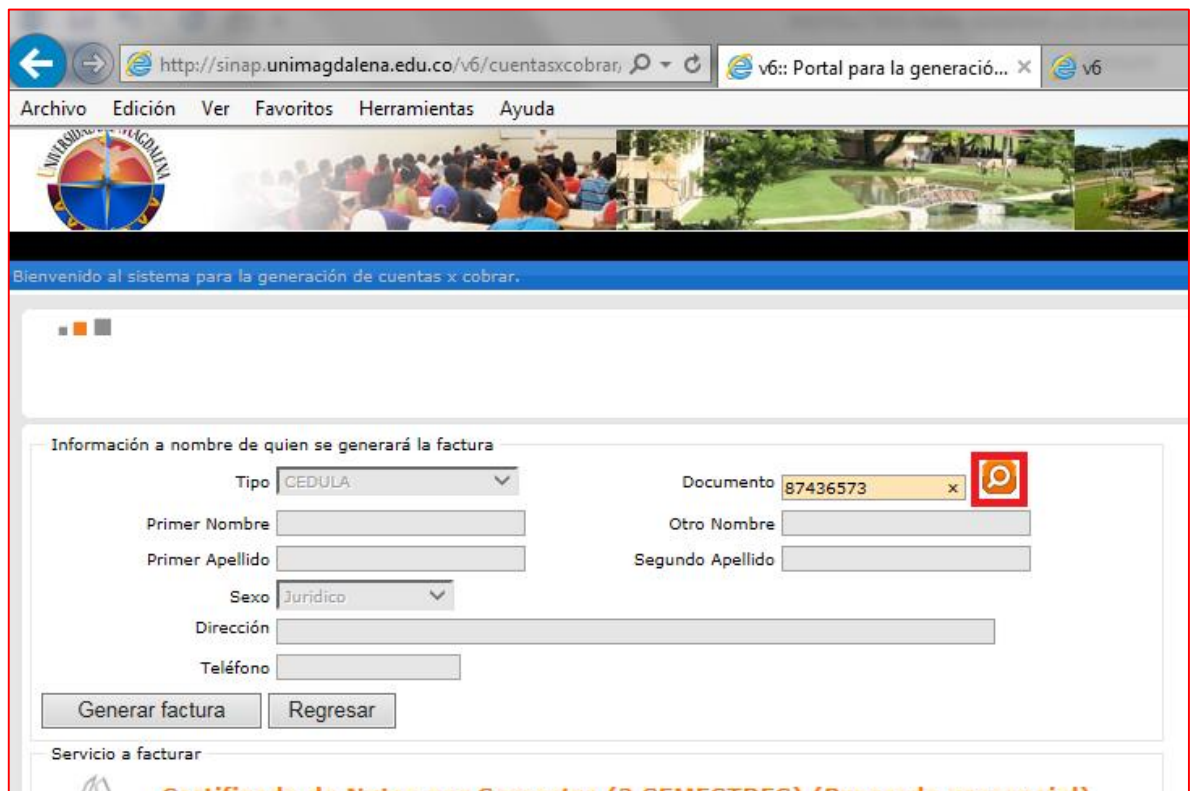 http://sinap.unimagdalena.edu.co/v6/cuentasxcobrar,
v6:: Portal para la generació... ×
v6
Archivo Edición Ver Favoritos Herramientas Ayuda
UNIVERSIDAD DEL MAGDALENA
Bienvenido al sistema para la generación de cuentas x cobrar.
Información a nombre de quien se generará la factura
Tipo CEDULA
Documento 87436573 ×
Primer Nombre
Otro Nombre
Primer Apellido
Segundo Apellido
Sexo Juridico
Dirección
Teléfono
Generar factura Regresar
Servicio a facturar